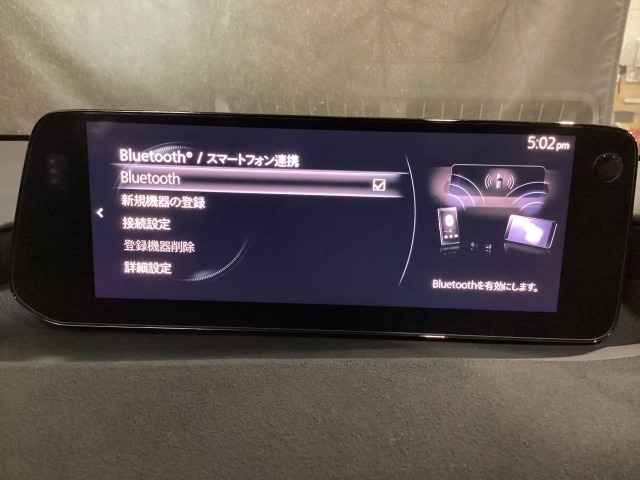 5:02 pm
Bluetooth® / スマートフォン連携
Bluetooth
新規機器の登録
接続設定
登録機器削除
詳細設定
Bluetoothを有効にします。